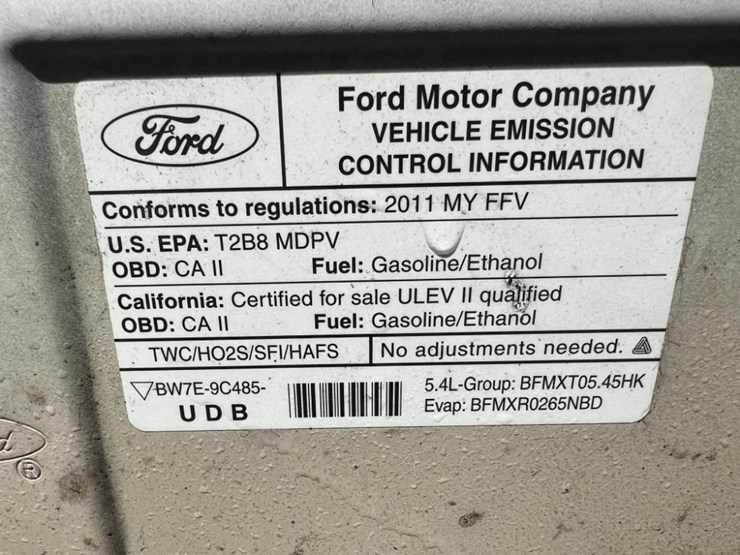 Ford
Ford Motor Company
VEHICLE EMISSION
CONTROL INFORMATION
Conforms to regulations: 2011 MY FFV
U.S. EPA: T2B8 MDPV
OBD: CA II Fuel: Gasoline/Ethanol
California: Certified for sale ULEV II qualified
OBD: CA II Fuel: Gasoline/Ethanol
TWC/HO2S/SFI/HAFS No adjustments needed.
BW7E-9C485-
UDB
5.4L-Group: BFMXT05.45HK
Evap: BFMXR0265NBD
®